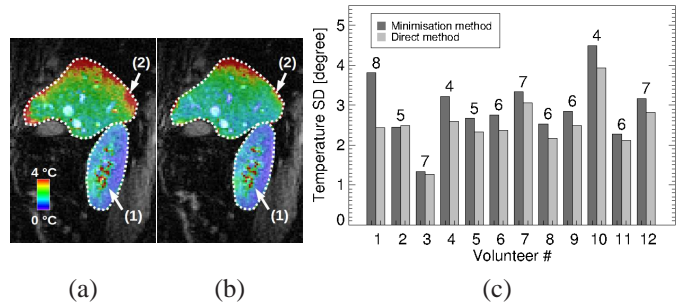 (2)
(1)
4 °C
0 °C
(a)
(2)
(1)
(b)
Temperature SD [degree]
5
4
3
2
1
0
Minimisation method
Direct method
8 5 7 4 5 6 7 6 6 4 6 7
1 2 3 4 5 6 7 8 9 10 11 12
Volunteer #
(c)